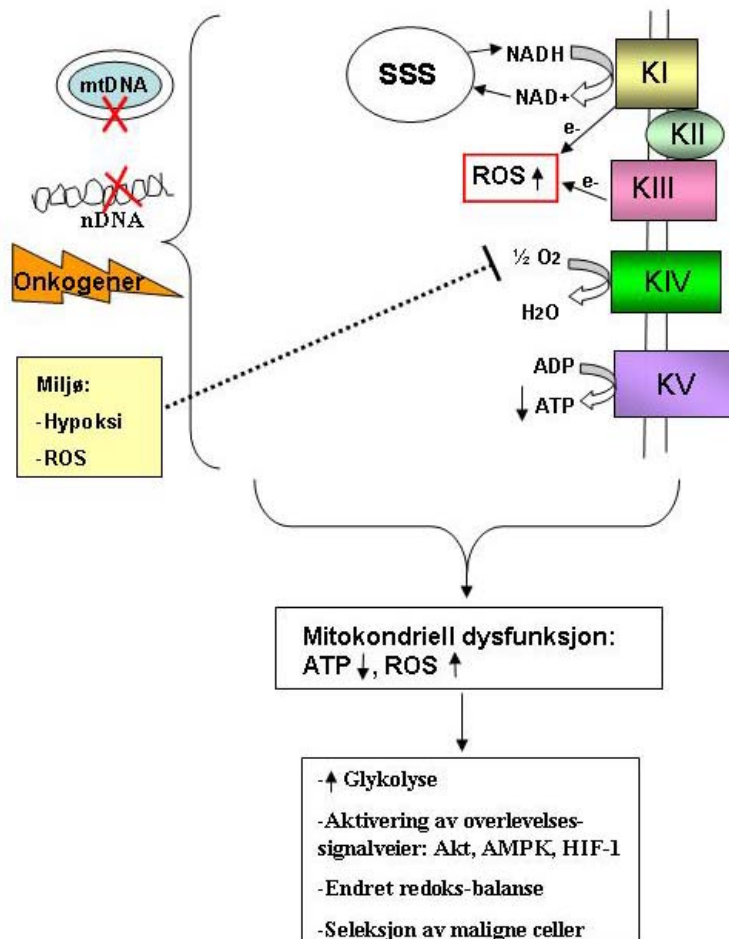 mtDNA
nDNA
Onkogener
Miljø:
-Hypoksi
-ROS
SSS
NADH
NAD+
KI
e-
KII
ROS ↑
e-
KIII
½ O2
H2O
KIV
ADP
↓ ATP
KV
Mitokondriell dysfunksjon:
ATP ↓, ROS ↑
-↑ Glykolyse
-Aktivering av overlevelses-
signalveier: Akt, AMPK, HIF-1
-Endret redoks-balanse
-Seleksjon av maligne celler